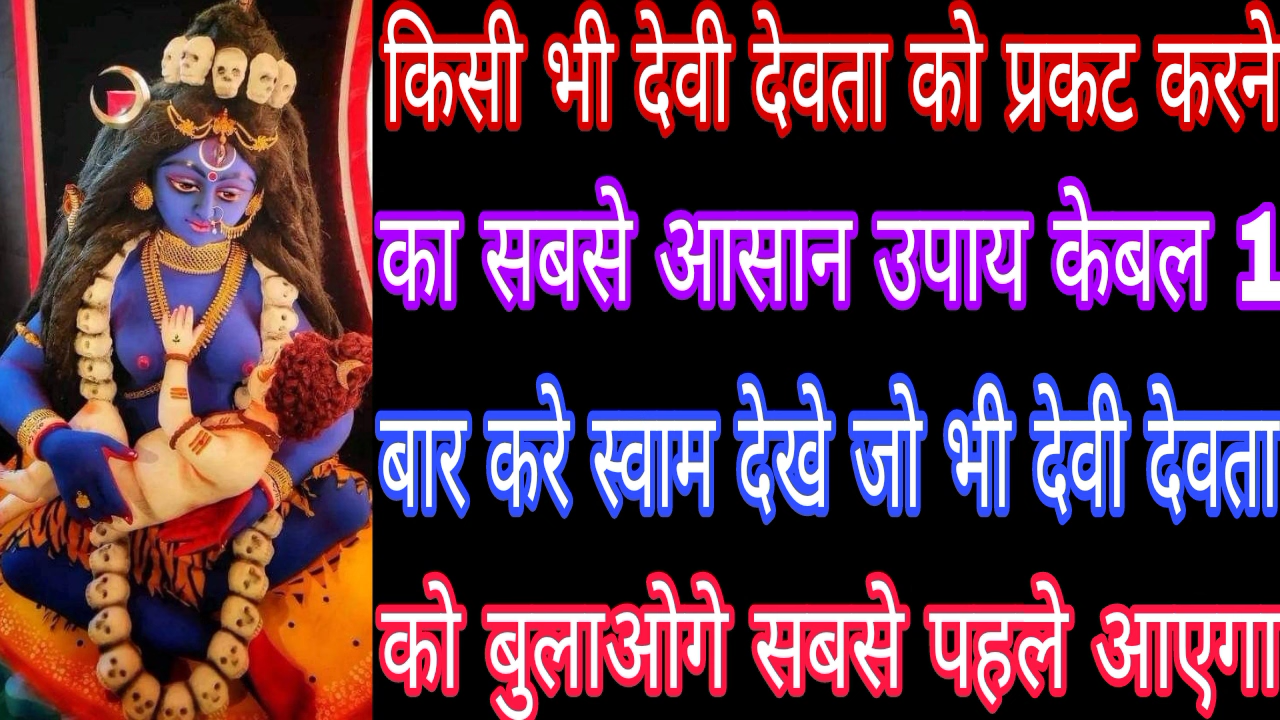 किसी भी देवी देवता को प्रकट करने
का सबसे आसान उपाय केबल 1
बार करे स्वाम देखे जो भी देवी देवता
को बुलाओगे सबसे पहले आएगा